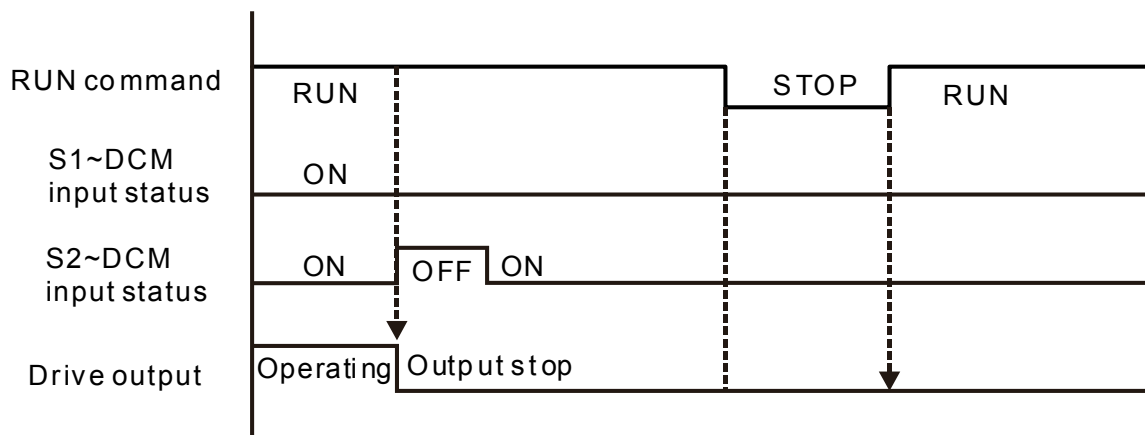 RUN command
RUN
STOP
RUN
S1~DCM
input status
ON
S2~DCM
input status
ON
OFF
ON
Drive output
Operating
Output stop